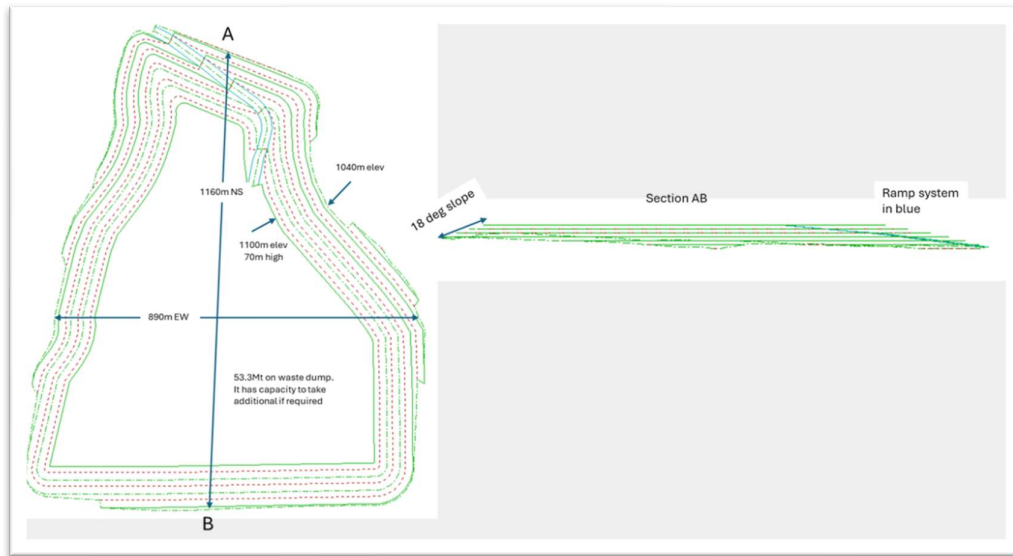 A
1040m elev
1160m NS
1100m elev
70m high
890m EW
53.3Mt on waste dump.
It has capacity to take
additional if required
B
18 deg slope
Section AB
Ramp system
in blue